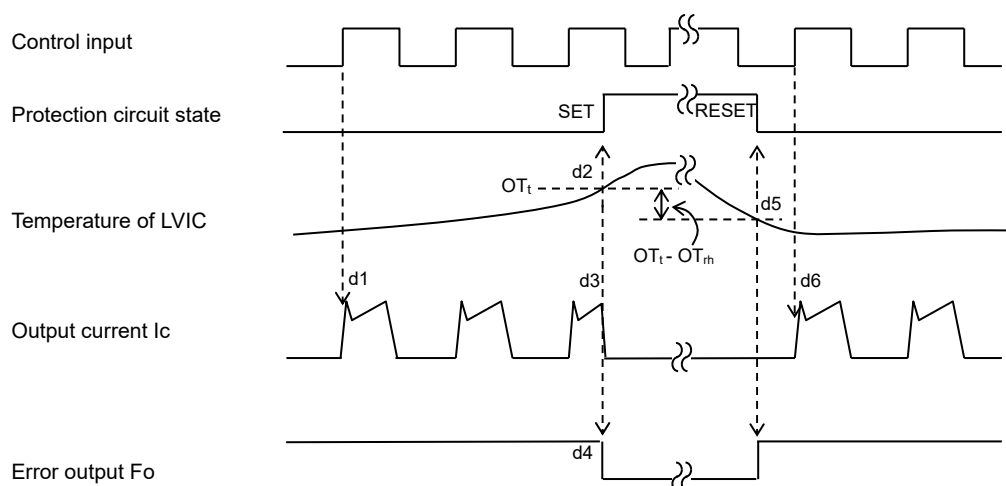 Control input
Protection circuit state
SET
RESET
d2
OTt
d5
Temperature of LVIC
OTt - OTrh
d1
d3
d6
Output current Ic
d4
Error output Fo